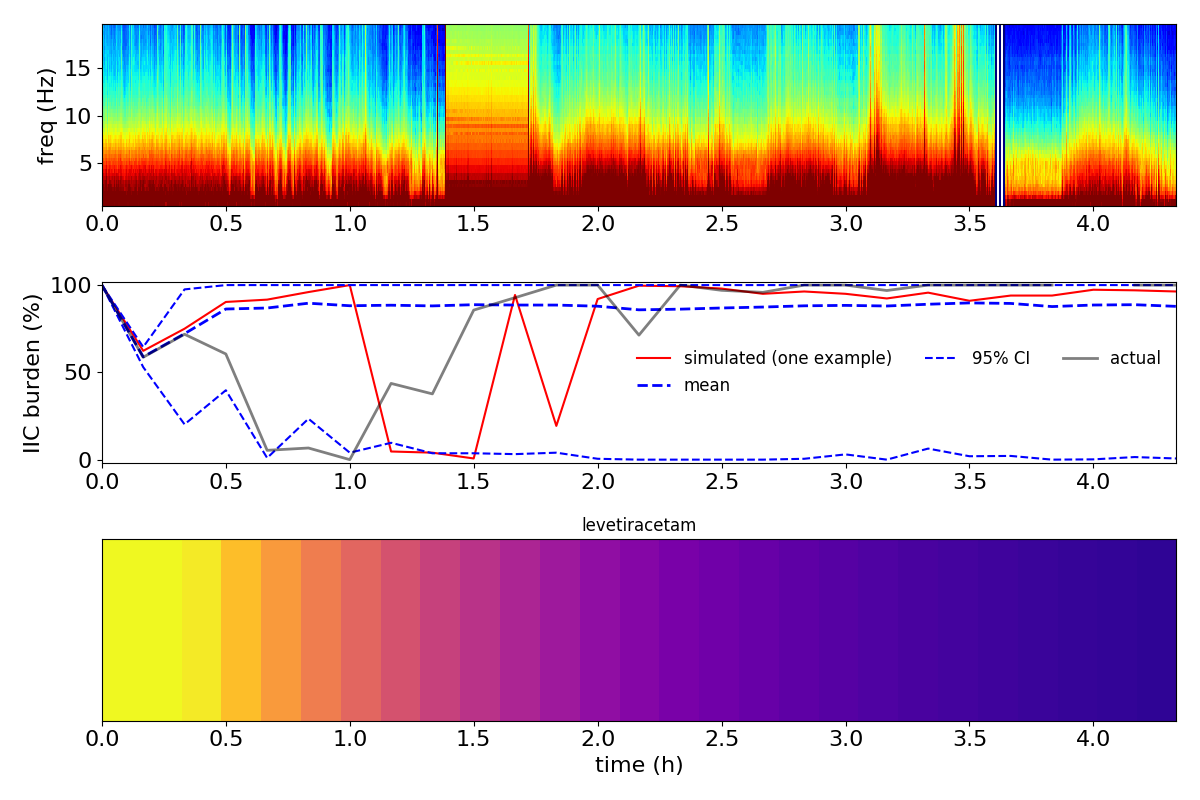 freq (Hz)
15
10
5
0.0 0.5 1.0 1.5 2.0 2.5 3.0 3.5 4.0
IIC burden (%)
100
50
0
simulated (one example) 95% CI actual
mean
0.0 0.5 1.0 1.5 2.0 2.5 3.0 3.5 4.0
levetiracetam
0.0 0.5 1.0 1.5 2.0 2.5 3.0 3.5 4.0
time (h)